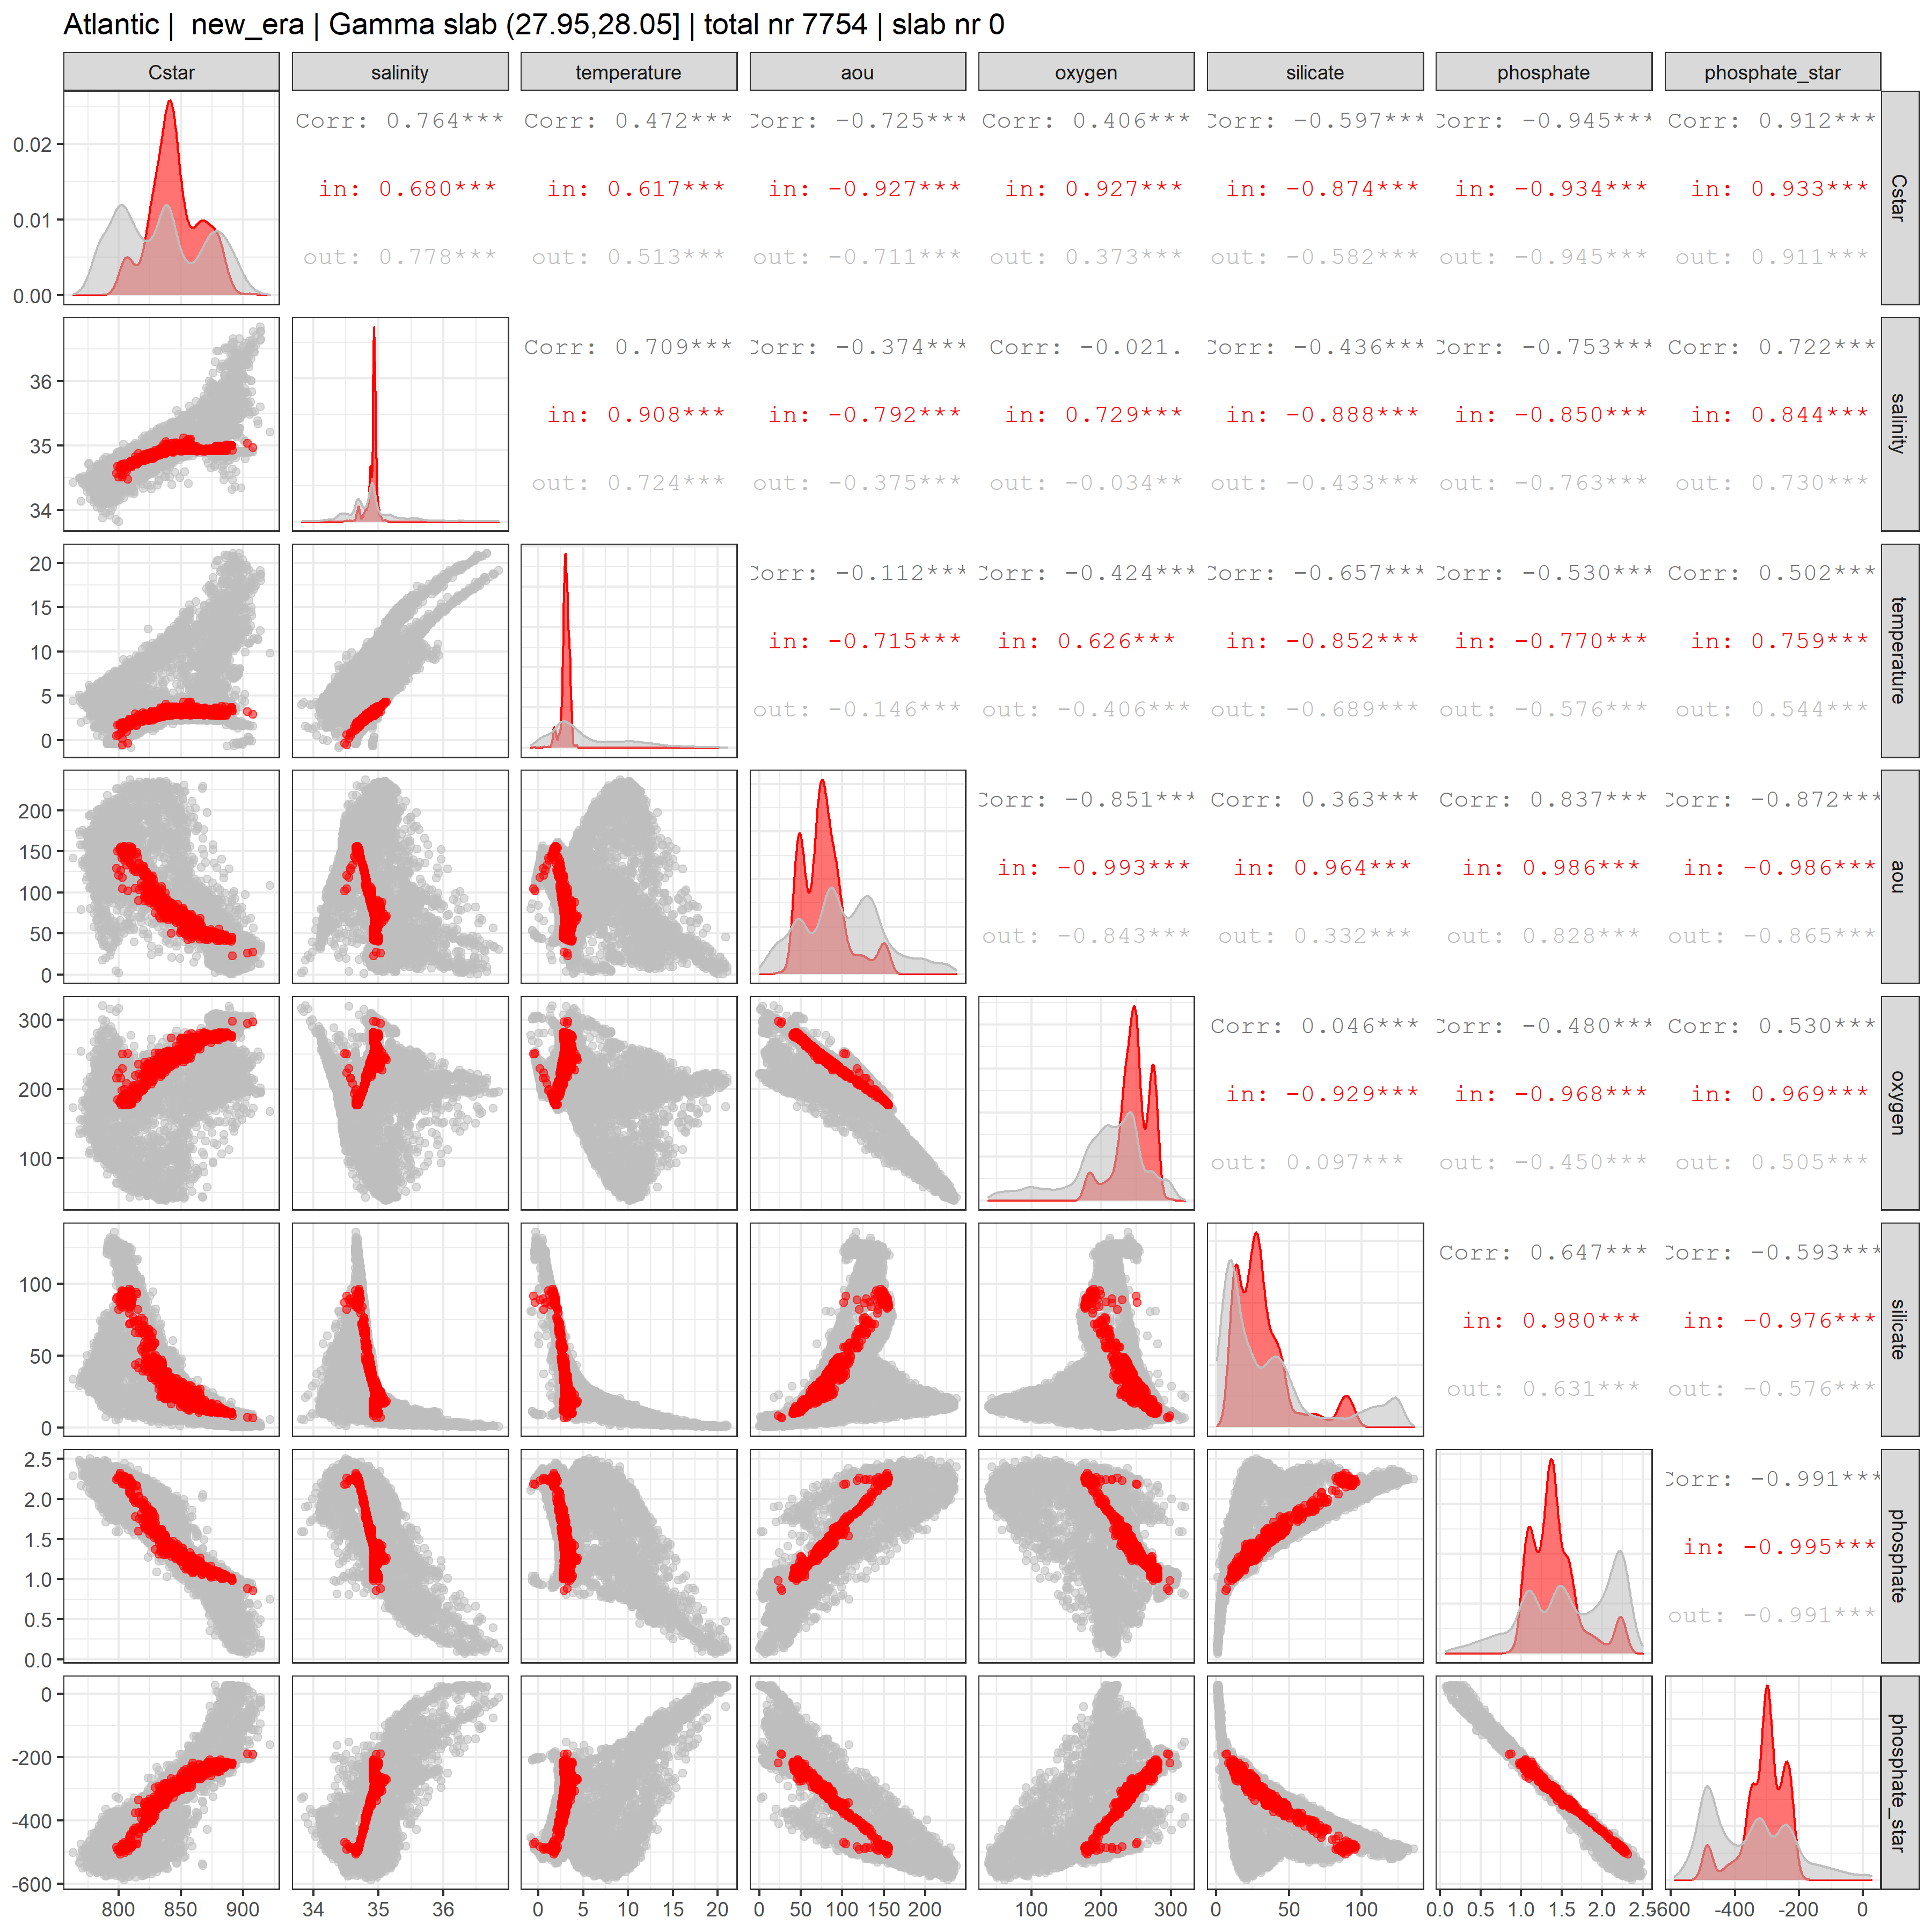 Atlantic |  new_era | Gamma slab (27.95,28.05] | total nr 7754 | slab nr 0
Cstar salinity temperature aou oxygen silicate phosphate phosphate_star
Corr: 0.764*** Corr: 0.472*** Corr: -0.725*** Corr: 0.406*** Corr: -0.597*** Corr: -0.945*** Corr: 0.912***
in: 0.680*** in: 0.617*** in: -0.927*** in: 0.927*** in: -0.874*** in: -0.934*** in: 0.933***
out: 0.778*** out: 0.513*** out: -0.711*** out: 0.373*** out: -0.582*** out: -0.945*** out: 0.911***
0.02
0.01
0.00
Cstar
Corr: 0.709*** Corr: -0.374*** Corr: -0.021. Corr: -0.436*** Corr: -0.753*** Corr: 0.722***
in: 0.908*** in: -0.792*** in: 0.729*** in: -0.888*** in: -0.850*** in: 0.844***
out: 0.724*** out: -0.375*** out: -0.034** out: -0.433*** out: -0.763*** out: 0.730***
36
35
34
salinity
Corr: -0.112*** Corr: -0.424*** Corr: -0.657*** Corr: -0.530*** Corr: 0.502***
in: -0.715*** in: 0.626*** in: -0.852*** in: -0.770*** in: 0.759***
out: -0.146*** out: -0.406*** out: -0.689*** out: -0.576*** out: 0.544***
20
15
10
5
0
temperature
Corr: -0.851*** Corr: 0.363*** Corr: 0.837*** Corr: -0.872***
in: -0.993*** in: 0.964*** in: 0.986*** in: -0.986***
out: -0.843*** out: 0.332*** out: 0.828*** out: -0.865***
200
150
100
50
0
aou
Corr: 0.046*** Corr: -0.480*** Corr: 0.530***
in: -0.929*** in: -0.968*** in: 0.969***
out: 0.097*** out: -0.450*** out: 0.505***
300
200
100
oxygen
Corr: 0.647*** Corr: -0.593***
in: 0.980*** in: -0.976***
out: 0.631*** out: -0.576***
100
50
0
silicate
Corr: -0.991***
in: -0.995***
out: -0.991***
2.5
2.0
1.5
1.0
0.5
0.0
phosphate
0
-200
-400
-600
phosphate_star
800 850 900 34 35 36 0 5 10 15 20 0 50 100 150 200 100 200 300 0 50 100 0.0 0.5 1.0 1.5 2.0 2.5 -600 -400 -200 0